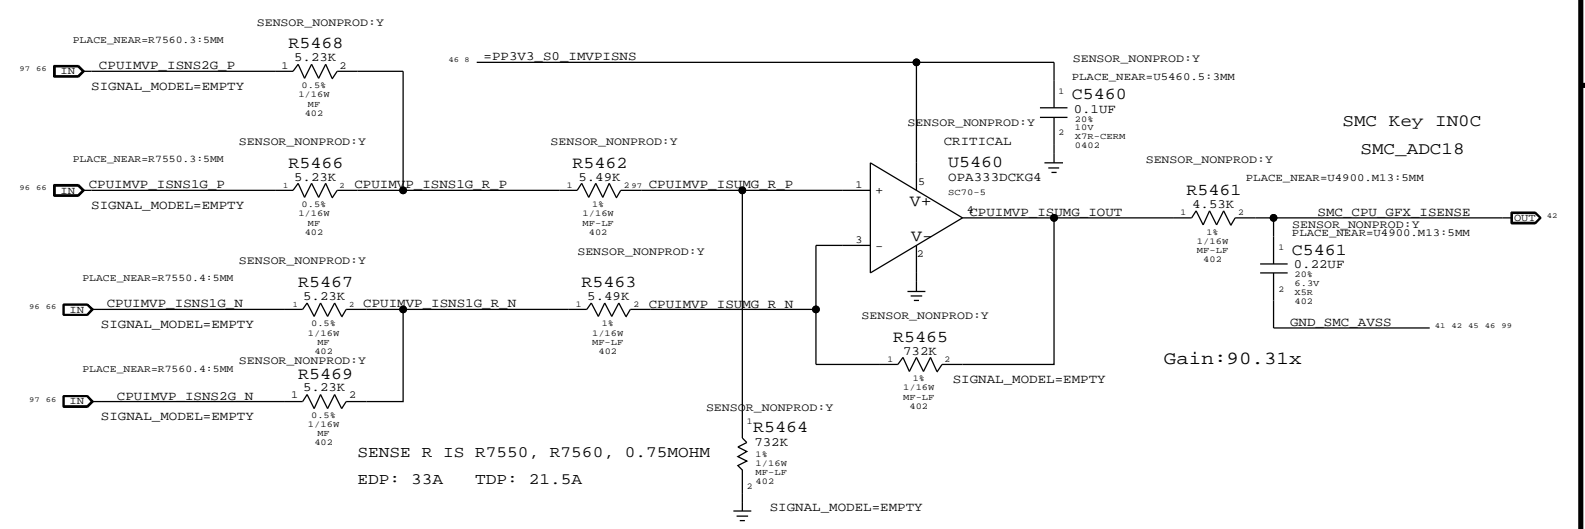 SENSOR_NONPROD:Y
PLACE_NEAR=R7560.3:5MM
R5468
5.23K
97 66 IN CPUIMVP_ISNS2G_P 1 2
SIGNAL_MODEL=EMPTY
0.5%
1/16W
MF
402
46 8 =PP3V3_S0_IMVPISNS
SENSOR_NONPROD:Y
PLACE_NEAR=U5460.5:3MM
1 C5460
0.1UF
20%
10V
2 X7R-CERM
0402
SENSOR_NONPROD:Y
CRITICAL
U5460
OPA333DCKG4
SC70-5
1 + 5 V+
3 - V- 2
4
SMC Key IN0C
SMC_ADC18
SENSOR_NONPROD:Y
PLACE_NEAR=R7550.3:5MM
R5466
5.23K
96 66 IN CPUIMVP_ISNS1G_P 1 2 CPUIMVP_ISNS1G_R_P
SIGNAL_MODEL=EMPTY
0.5%
1/16W
MF
402
SENSOR_NONPROD:Y
R5462
5.49K
1 2 97 CPUIMVP_ISUMG_R_P
1%
1/16W
MF-LF
402
CPUIMVP_ISUMG_IOUT
SENSOR_NONPROD:Y
PLACE_NEAR=U4900.M13:5MM
R5461
4.53K
1 2 SMC_CPU_GFX_ISENSE OUT 42
1%
1/16W
MF-LF
402
SENSOR_NONPROD:Y
PLACE_NEAR=U4900.M13:5MM
1 C5461
0.22UF
20%
6.3V
2 X5R
402
GND_SMC_AVSS 41 42 45 46 99
SENSOR_NONPROD:Y
PLACE_NEAR=R7550.4:5MM
R5467
5.23K
96 66 IN CPUIMVP_ISNS1G_N 1 2 CPUIMVP_ISNS1G_R_N
SIGNAL_MODEL=EMPTY
0.5%
1/16W
MF
402
SENSOR_NONPROD:Y
R5463
5.49K
1 2 CPUIMVP_ISUMG_R_N
1%
1/16W
MF-LF
402
SENSOR_NONPROD:Y
R5465
732K
1 2
1%
1/16W
MF-LF
402
SIGNAL_MODEL=EMPTY
Gain:90.31x
SENSOR_NONPROD:Y
PLACE_NEAR=R7560.4:5MM
R5469
5.23K
97 66 IN CPUIMVP_ISNS2G_N 1 2
SIGNAL_MODEL=EMPTY
0.5%
1/16W
MF
402
SENSOR_NONPROD:Y
1 R5464
732K
1%
1/16W
MF-LF
2 402
SIGNAL_MODEL=EMPTY
SENSE R IS R7550, R7560, 0.75MOHM
EDP: 33A TDP: 21.5A